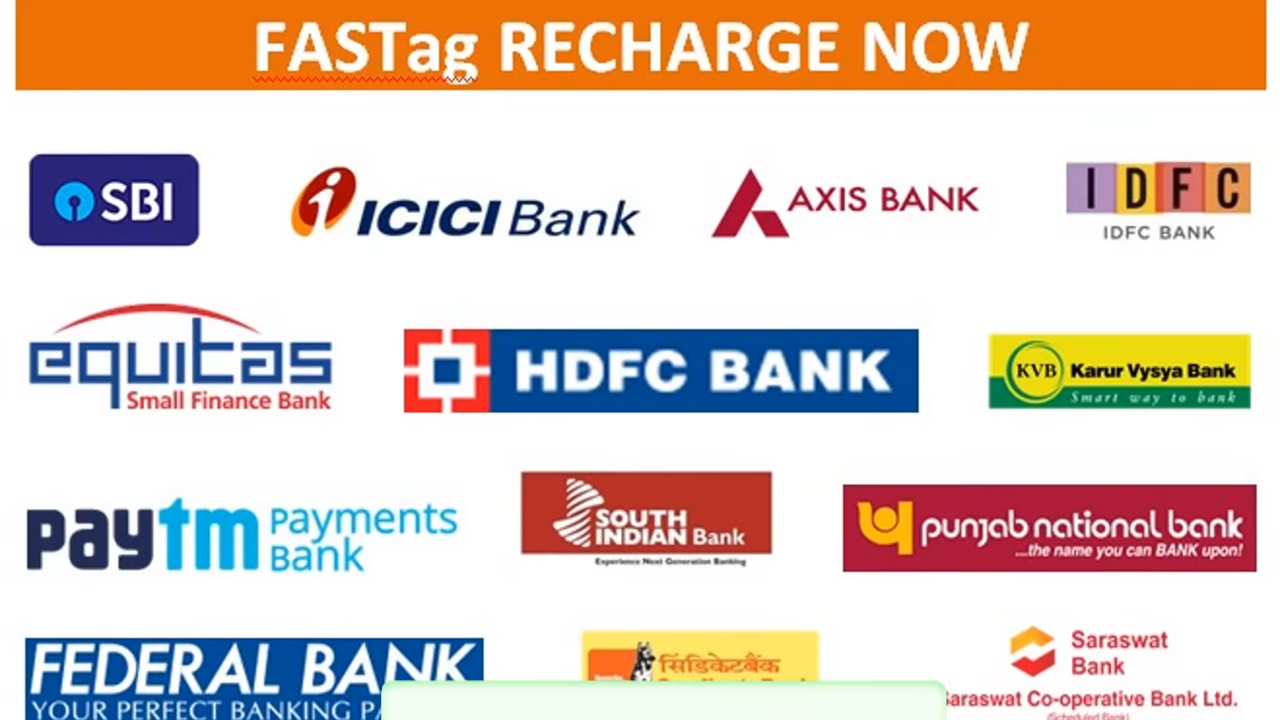 FASTag RECHARGE NOW
SBI
ICICI Bank
AXIS BANK
IDFC
IDFC BANK
equitas
Small Finance Bank
HDFC BANK
KVB
Karur Vysya Bank
Smart way to bank
paytm Payments
Bank
SOUTH
INDIAN Bank
Experience Next Generation Banking
punjab national bank
...the name you can BANK upon!
FEDERAL BANK
YOUR PERFECT BANKING
सिंडिकेटबैंक
Saraswat
Bank
Saraswat Co-operative Bank Ltd.
(Scheduled Bank)